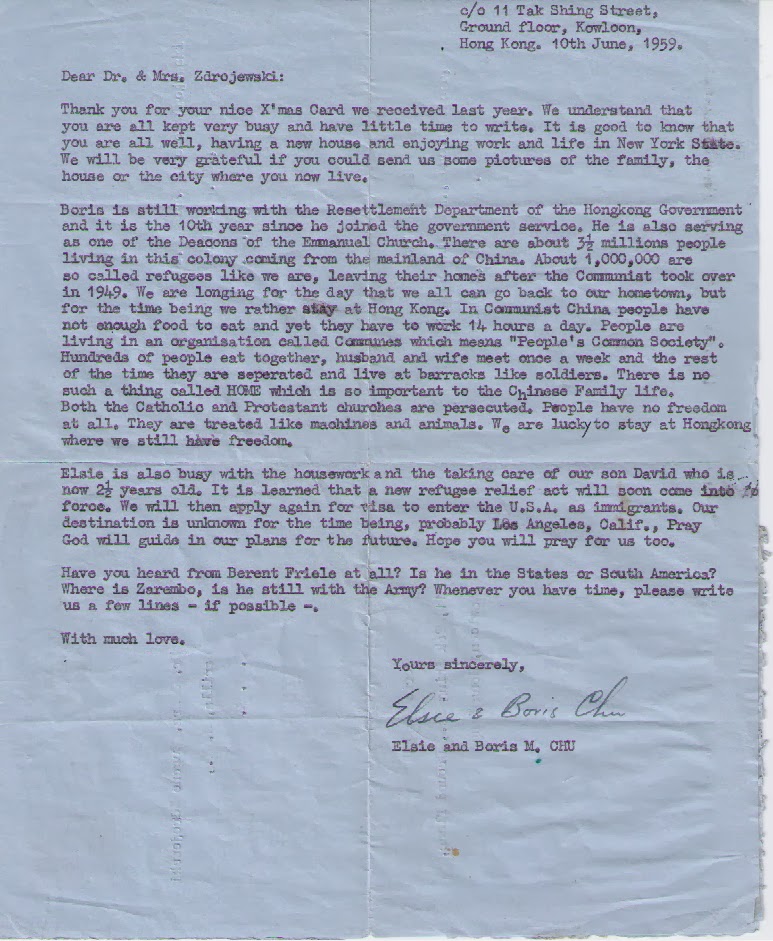 c/o 11 Tak Shing Street,
Ground floor, Kowloon,
Hong Kong. 10th June, 1959.
Dear Dr. & Mrs. Zdrojewski:
Thank you for your nice X'mas Card we received last year. We understand that
you are all kept very busy and have little time to write. It is good to know that
you are all well, having a new house and enjoying work and life in New York State.
We will be very grateful if you could send us some pictures of the family, the
house or the city where you now live.
Boris is still working with the Resettlement Department of the Hongkong Government
and it is the 10th year since he joined the government service. He is also serving
as one of the Deacons of the Emmanuel Church. There are about 3½ millions people
living in this colony coming from the mainland of China. About 1,000,000 are
so called refugees like we are, leaving their homes after the Communist took over
in 1949. We are longing for the day that we all can go back to our hometown, but
for the time being we rather stay at Hong Kong. In Communist China people have
not enough food to eat and yet they have to work 14 hours a day. People are
living in an organisation called Communes which means "People's Common Society".
Hundreds of people eat together, husband and wife meet once a week and the rest
of the time they are seperated and live at barracks like soldiers. There is no
such a thing called HOME which is so important to the Chinese Family life.
Both the Catholic and Protestant churches are persecuted. People have no freedom
at all. They are treated like machines and animals. We are lucky to stay at Hongkong
where we still have freedom.
Elsie is also busy with the housework and the taking care of our son David who is
now 2½ years old. It is learned that a new refugee relief act will soon come into
force. We will then apply again for visa to enter the U.S.A. as immigrants. Our
destination is unknown for the time being, probably Los Angeles, Calif., Pray
God will guide in our plans for the future. Hope you will pray for us too.
Have you heard from Berent Friele at all? Is he in the States or South America?
Where is Zarembo, is he still with the Army? Whenever you have time, please write
us a few lines - if possible -.
With much love.
Yours sincerely,
Elsie & Boris Chu
Elsie and Boris M. CHU